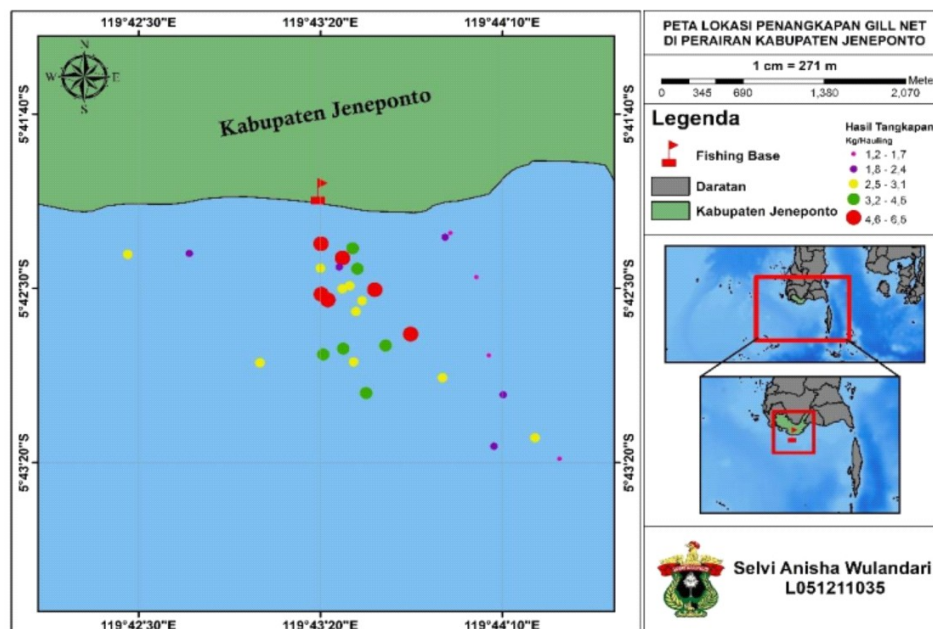 119°42'30"E 119°43'20"E 119°44'10"E
N
W E
S
Kabupaten Jeneponto
5°41'40"S 5°41'40"S
5°42'30"S 5°42'30"S
5°43'20"S 5°43'20"S
119°42'30"E 119°43'20"E 119°44'10"E
PETA LOKASI PENANGKAPAN GILL NET
DI PERAIRAN KABUPATEN JENEPONTO
1 cm = 271 m
Mete
0 345 690 1,380 2,070
Legenda
Fishing Base
Daratan
Kabupaten Jeneponto
Hasil Tangkapan
Kg/Hauling
1,2 - 1,7
1,8 - 2,4
2,5 - 3,1
3,2 - 4,5
4,6 - 6,5
Selvi Anisha Wulandari
L051211035